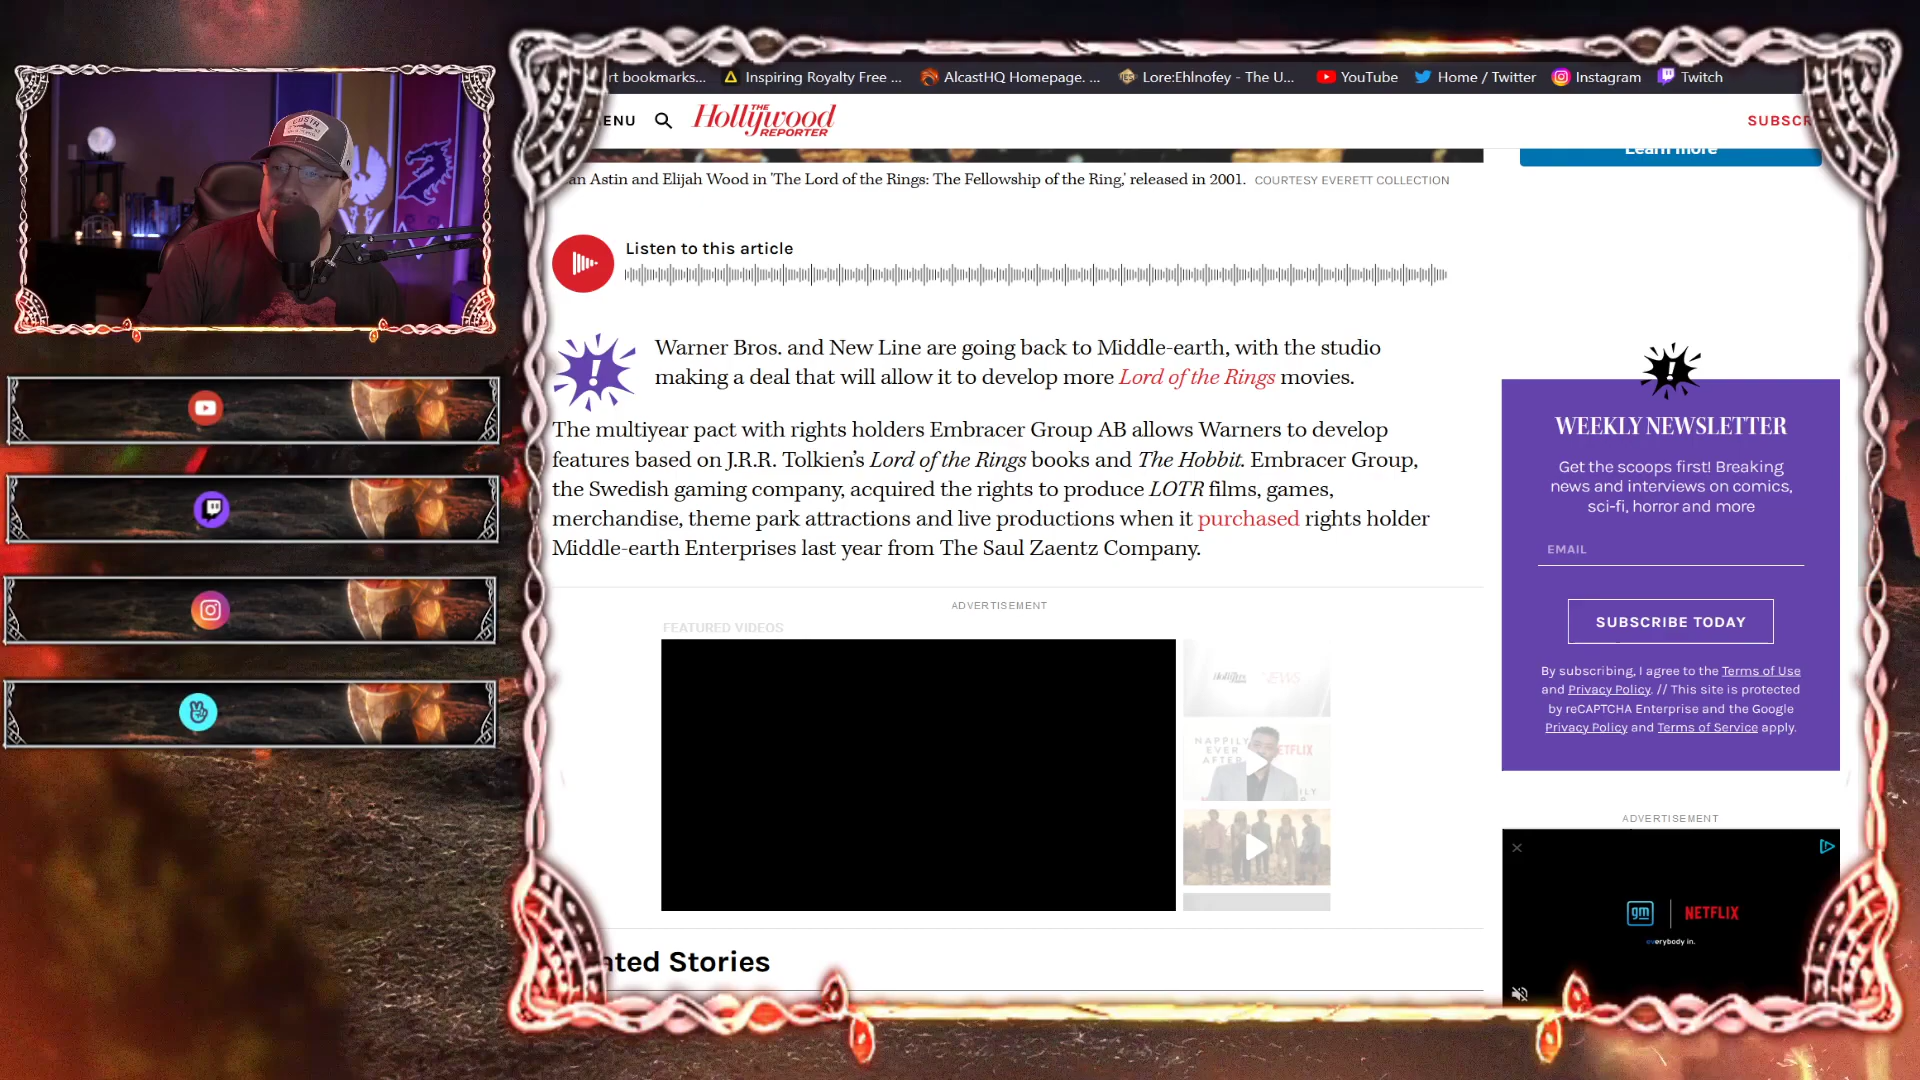 rt bookmarks... Inspiring Royalty Free ... AlcastHQ Homepage. ... Lore:Ehlnofey - The U... YouTube Home / Twitter Instagram Twitch
ENU THE Hollywood REPORTER SUBSCR
Learn more
an Astin and Elijah Wood in 'The Lord of the Rings: The Fellowship of the Ring,' released in 2001. COURTESY EVERETT COLLECTION
Listen to this article
Warner Bros. and New Line are going back to Middle-earth, with the studio
making a deal that will allow it to develop more Lord of the Rings movies.
The multiyear pact with rights holders Embracer Group AB allows Warners to develop
features based on J.R.R. Tolkien's Lord of the Rings books and The Hobbit. Embracer Group,
the Swedish gaming company, acquired the rights to produce LOTR films, games,
merchandise, theme park attractions and live productions when it purchased rights holder
Middle-earth Enterprises last year from The Saul Zaentz Company.
ADVERTISEMENT
FEATURED VIDEOS
Hollywood NEWS
NAPPILY
EVER NETFLIX
AFTER
ated Stories
WEEKLY NEWSLETTER
Get the scoops first! Breaking
news and interviews on comics,
sci-fi, horror and more
EMAIL
SUBSCRIBE TODAY
By subscribing, I agree to the Terms of Use
and Privacy Policy. // This site is protected
by reCAPTCHA Enterprise and the Google
Privacy Policy and Terms of Service apply.
ADVERTISEMENT
gm NETFLIX
everybody in.